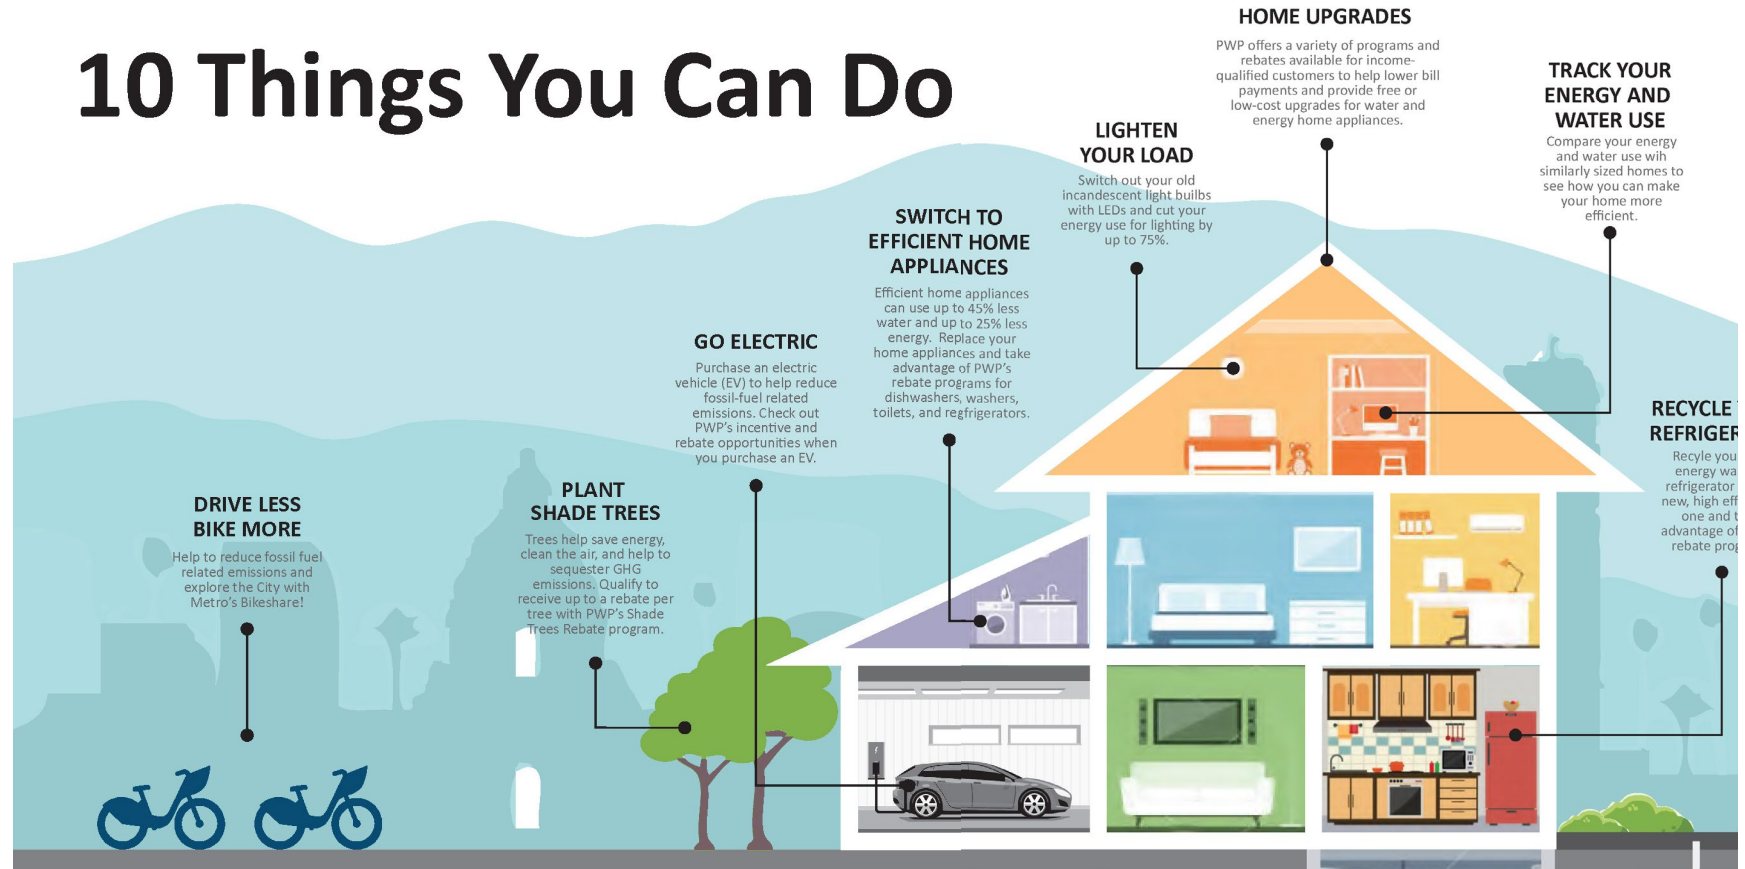 10 Things You Can Do
DRIVE LESS
BIKE MORE
Help to reduce fossil fuel
related emissions and
explore the City with
Metro's Bikeshare!
PLANT
SHADE TREES
Trees help save energy,
clean the air, and help to
sequester GHG
emissions. Qualify to
receive up to a rebate per
tree with PWP's Shade
Trees Rebate program.
GO ELECTRIC
Purchase an electric
vehicle (EV) to help reduce
fossil-fuel related
emissions. Check out
PWP's incentive and
rebate opportunities when
you purchase an EV.
SWITCH TO
EFFICIENT HOME
APPLIANCES
Efficient home appliances
can use up to 45% less
water and up to 25% less
energy. Replace your
home appliances and take
advantage of PWP's
rebate programs for
dishwashers, washers,
toilets, and regfrigerators.
LIGHTEN
YOUR LOAD
Switch out your old
incandescent light builbs
with LEDs and cut your
energy use for lighting by
up to 75%.
HOME UPGRADES
PWP offers a variety of programs and
rebates available for income-
qualified customers to help lower bill
payments and provide free or
low-cost upgrades for water and
energy home appliances.
TRACK YOUR
ENERGY AND
WATER USE
Compare your energy
and water use wih
similarly sized homes to
see how you can make
your home more
efficient.
RECYCLE
REFRIGER
Recyle you
energy wa
refrigerator
new, high eff
one and t
advantage of
rebate prog